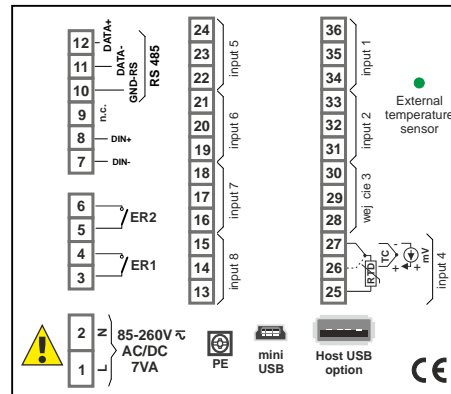 12 DATA+
11 DATA-
10 GND-RS
RS 485
9 n.c.
8 DIN+
7 DIN-
6
5
ER2
4
3
ER1
2 N
1 L
85-260V
AC/DC
7VA
24
23
22
input 5
21
20
19
input 6
18
17
16
input 7
15
14
13
input 8
36
35
34
input 1
33
32
31
input 2
30
29
28
wej cie 3
27
26
25
RTD
TC
- +
- +
mV
input 4
External
temperature
sensor
PE
mini
USB
Host USB
option
CE